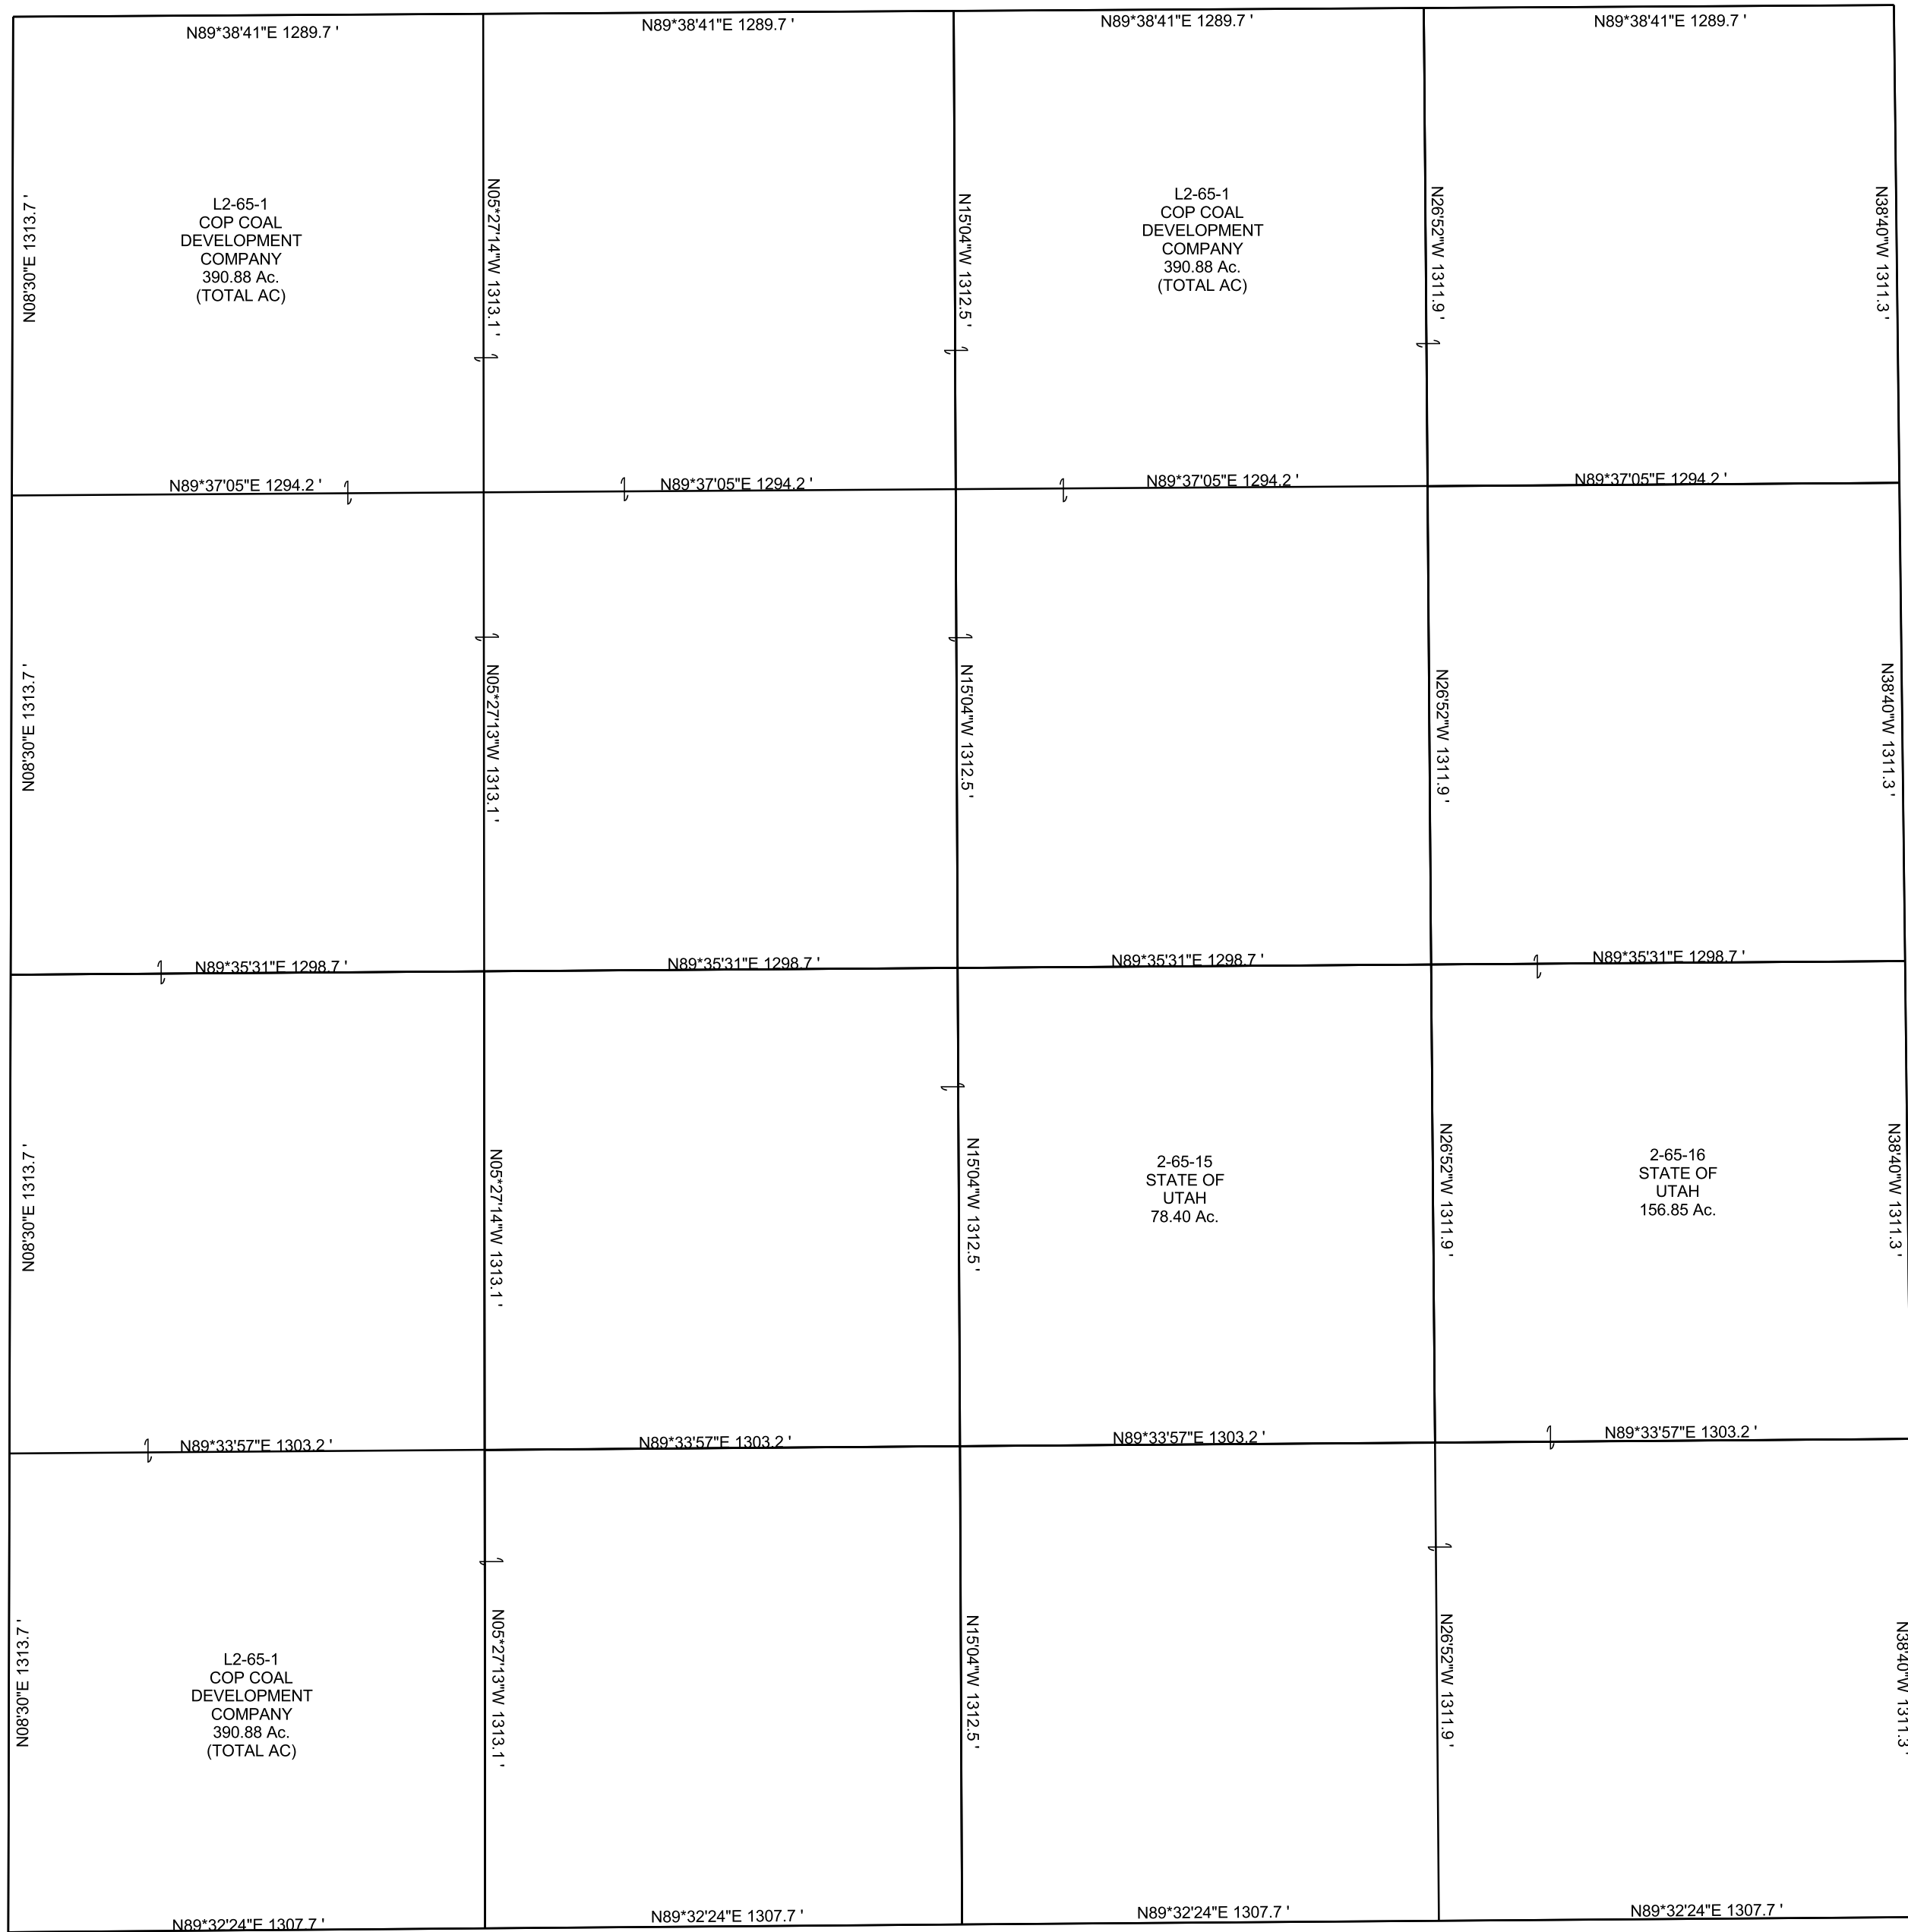 N89*38'41"E 1289.7 '
N89*38'41"E 1289.7 '
N89*38'41"E 1289.7 '
N89*38'41"E 1289.7 '
N08'30"E 1313.7 '
L2-65-1
COP COAL
DEVELOPMENT
COMPANY
390.88 Ac.
(TOTAL AC)
N05*27'14"W 1313.1 '
N15'04"W 1312.5 '
L2-65-1
COP COAL
DEVELOPMENT
COMPANY
390.88 Ac.
(TOTAL AC)
N26'52"W 1311.9 '
N38'40"W 1311.3 '
N89*37'05"E 1294.2 '
N89*37'05"E 1294.2 '
N89*37'05"E 1294.2 '
N89*37'05"E 1294.2 '
N08'30"E 1313.7 '
N05*27'13"W 1313.1 '
N15'04"W 1312.5 '
N26'52"W 1311.9 '
N38'40"W 1311.3 '
N89*35'31"E 1298.7 '
N89*35'31"E 1298.7 '
N89*35'31"E 1298.7 '
N89*35'31"E 1298.7 '
N08'30"E 1313.7 '
N05*27'14"W 1313.1 '
N15'04"W 1312.5 '
2-65-15
STATE OF
UTAH
78.40 Ac.
N26'52"W 1311.9 '
2-65-16
STATE OF
UTAH
156.85 Ac.
N38'40"W 1311.3 '
N89*33'57"E 1303.2 '
N89*33'57"E 1303.2 '
N89*33'57"E 1303.2 '
N89*33'57"E 1303.2 '
N08'30"E 1313.7 '
L2-65-1
COP COAL
DEVELOPMENT
COMPANY
390.88 Ac.
(TOTAL AC)
N05*27'13"W 1313.1 '
N15'04"W 1312.5 '
N26'52"W 1311.9 '
N38'40"W 1311.3 '
N89*32'24"E 1307.7 '
N89*32'24"E 1307.7 '
N89*32'24"E 1307.7 '
N89*32'24"E 1307.7 '